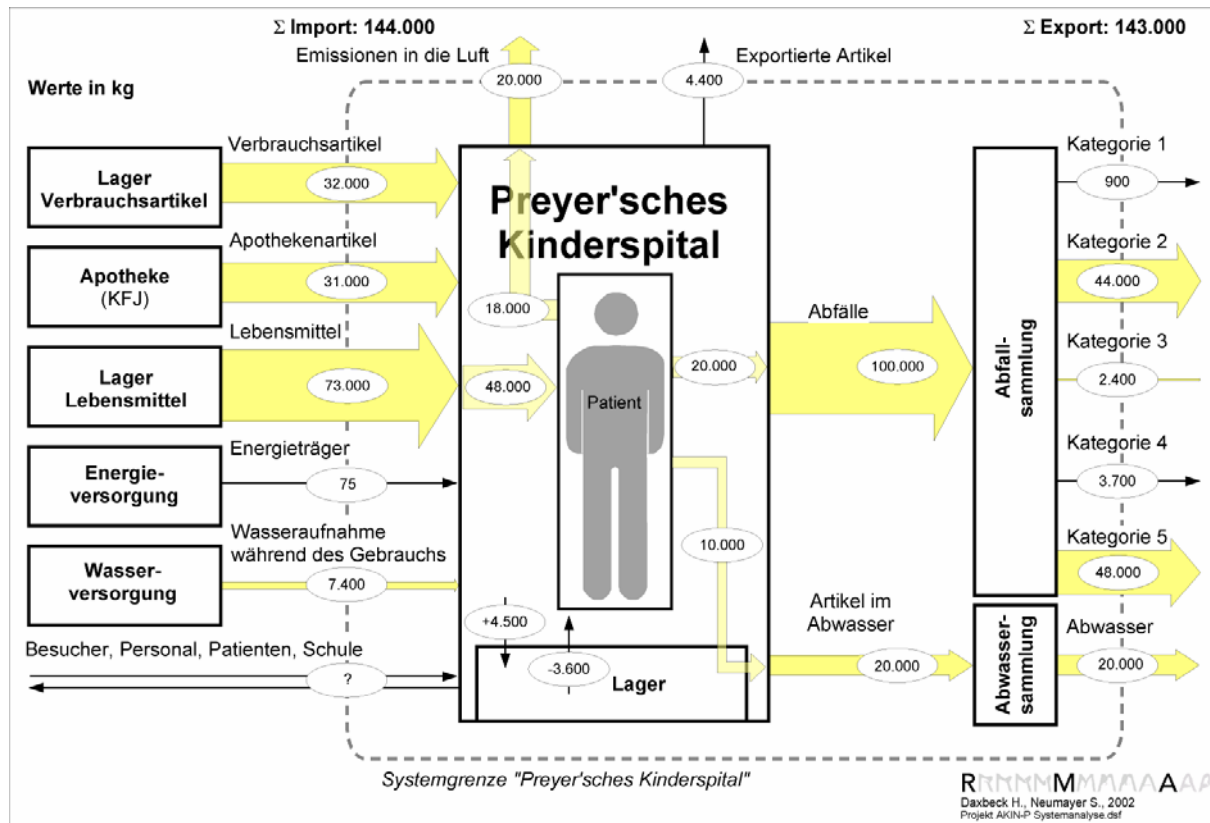 Σ Import: 144.000
Σ Export: 143.000
Emissionen in die Luft
20.000
4.400
Exportierte Artikel
Werte in kg
Lager
Verbrauchsartikel
Verbrauchsartikel
32.000
Apotheke
(KFJ)
Apothekenartikel
31.000
Lager
Lebensmittel
Lebensmittel
73.000
Energie-
versorgung
Energieträger
75
Wasser-
versorgung
Wasseraufnahme
während des Gebrauchs
7.400
Besucher, Personal, Patienten, Schule
?
Preyer'sches
Kinderspital
18.000
48.000
Patient
20.000
10.000
+4.500
-3.600
Lager
Abfälle
100.000
Artikel im
Abwasser
20.000
Abfall-
sammlung
Abwasser-
sammlung
Kategorie 1
900
Kategorie 2
44.000
Kategorie 3
2.400
Kategorie 4
3.700
Kategorie 5
48.000
Abwasser
20.000
Systemgrenze "Preyer'sches Kinderspital"
R M A
Daxbeck H., Neumayer S., 2002
Projekt AKIN-P Systemanalyse.dsf